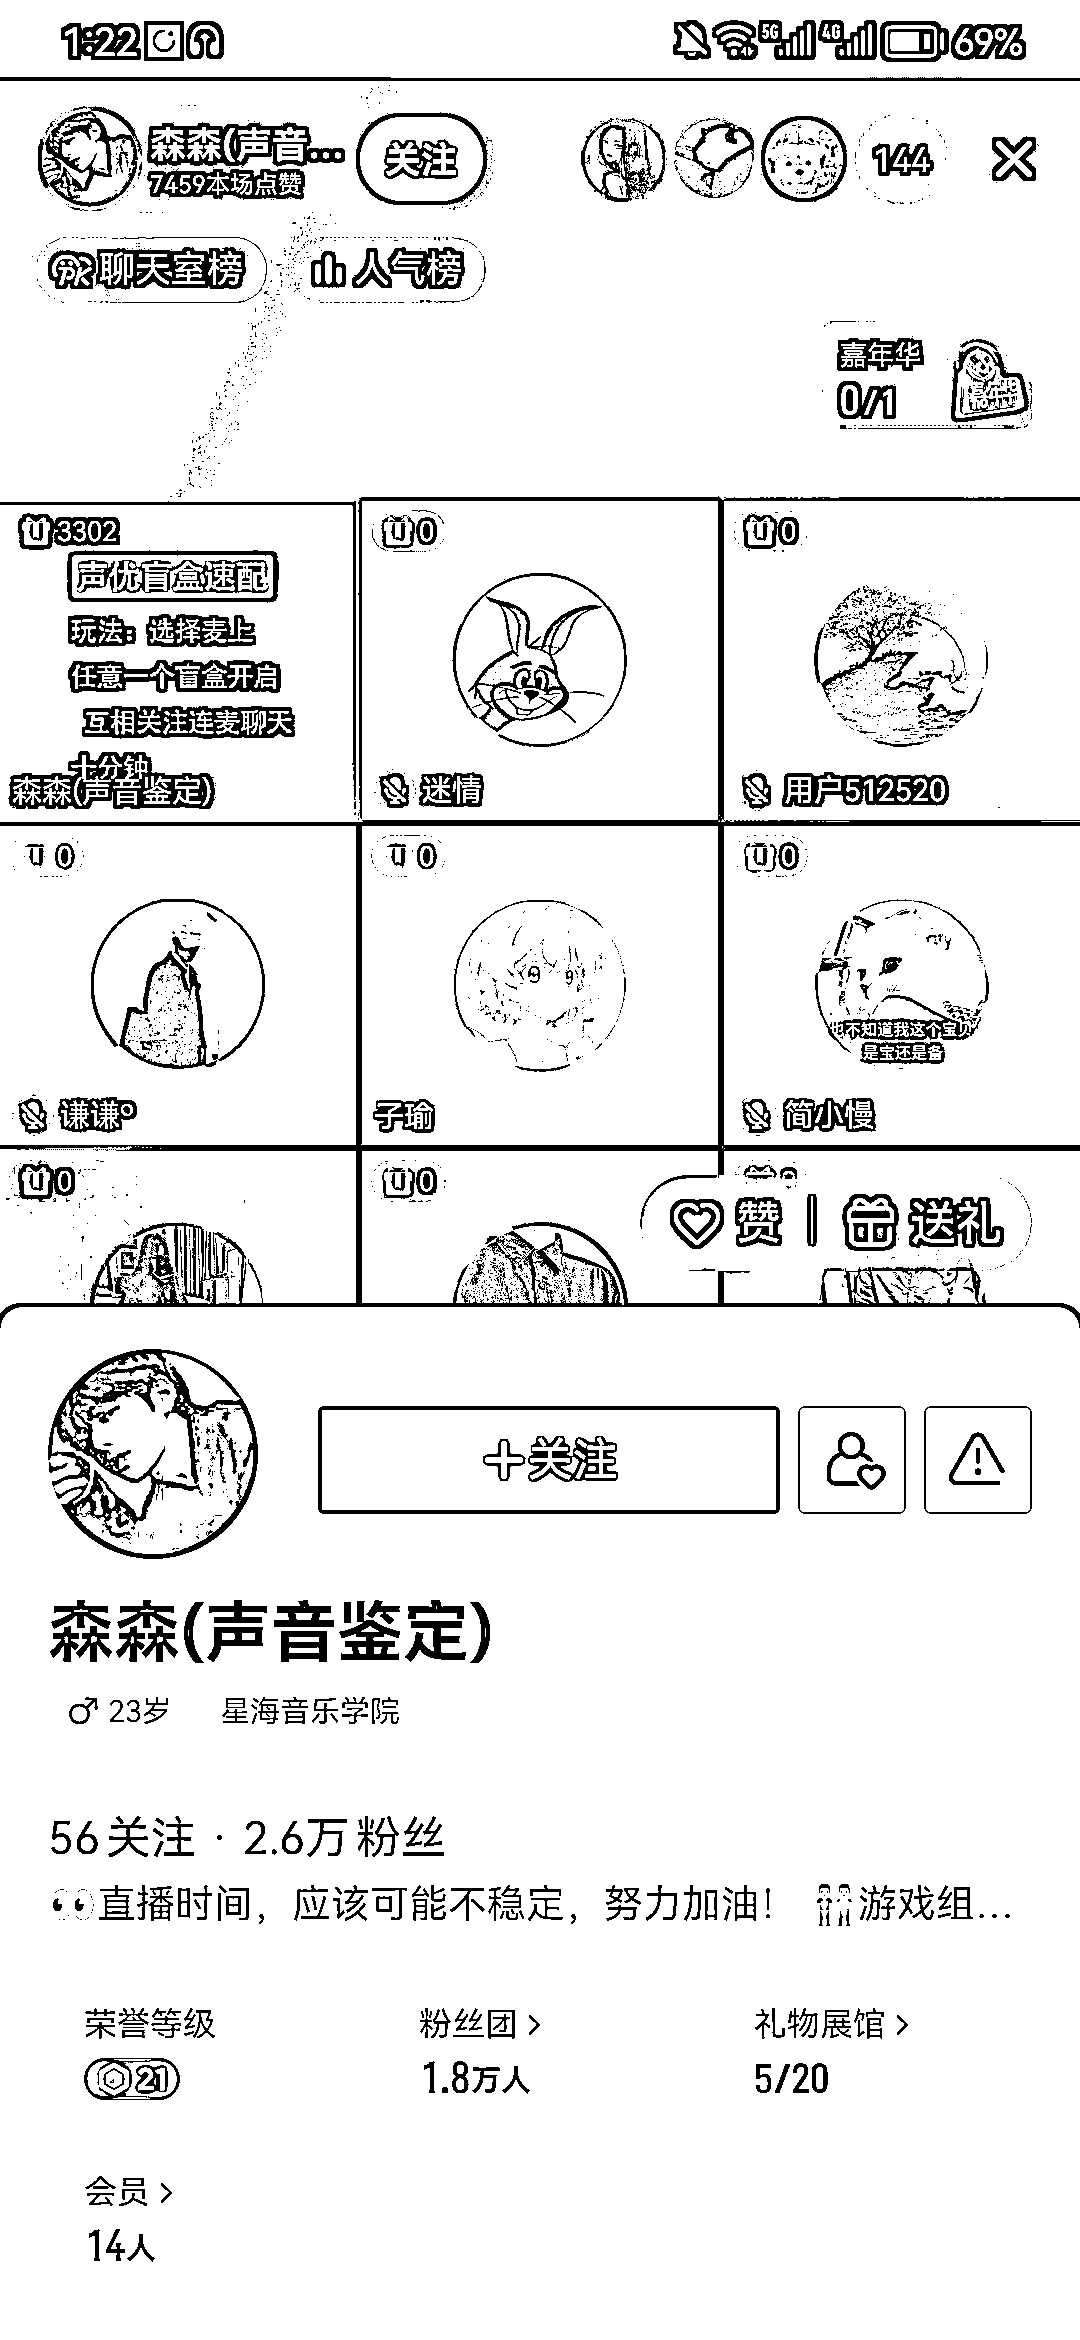 1:22 5G 4G 69%
森森(声音... 关注 144
7459本场点赞
聊天室榜 人气榜
嘉年华
0/1
3302 0 0
声优盲盒速配
玩法：选择麦上
任意一个盲盒开启
互相关注连麦聊天
十分钟
森森(声音鉴定) 迷情 用户512520
0 0 0
也不知道我这个宝贝
是宝还是备
谦谦 子瑜 简小慢
0 0
赞 | 送礼
+关注
森森(声音鉴定)
♂ 23岁 星海音乐学院
56 关注 · 2.6万 粉丝
👀直播时间，应该可能不稳定，努力加油！ 👬游戏组...
荣誉等级 粉丝团 > 礼物展馆 >
21 1.8万人 5/20
会员 >
14人